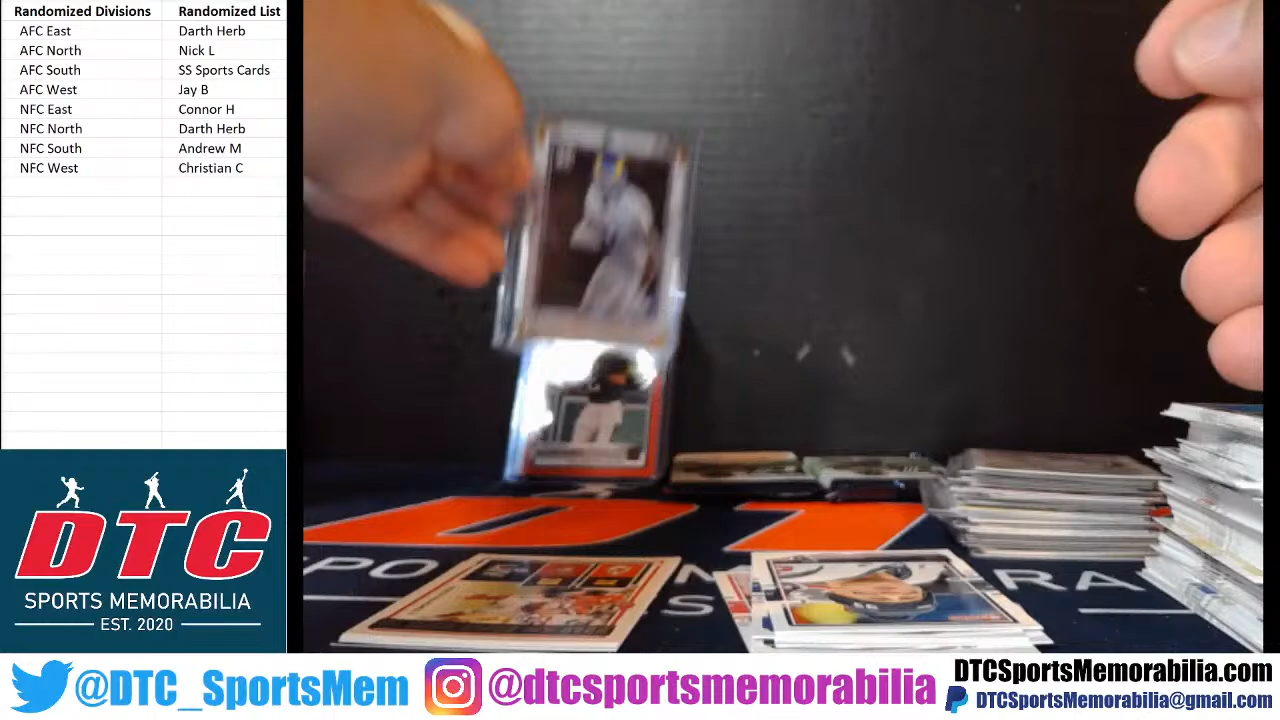 Randomized Divisions Randomized List
AFC East Darth Herb
AFC North Nick L
AFC South SS Sports Cards
AFC West Jay B
NFC East Connor H
NFC North Darth Herb
NFC South Andrew M
NFC West Christian C
DTC
SPORTS MEMORABILIA
EST. 2020
@DTC_SportsMem
@dtcsportsmemorabilia
DTCSportsMemorabilia.com
DTCSportsMemorabilia@gmail.com